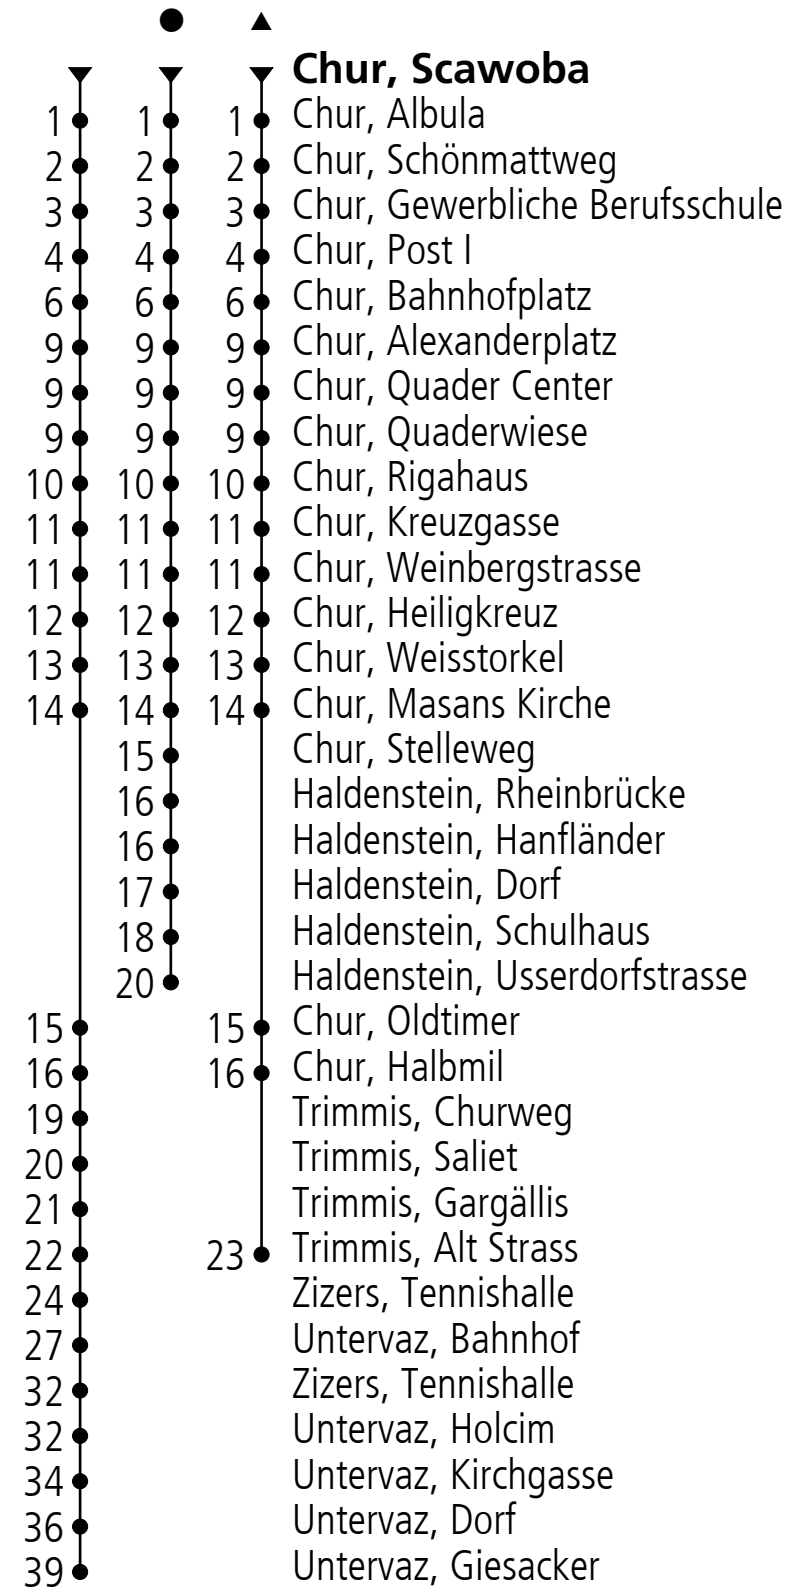 Chur, Scawoba
1 1 1 Chur, Albula
2 2 2 Chur, Schönmattweg
3 3 3 Chur, Gewerbliche Berufsschule
4 4 4 Chur, Post I
6 6 6 Chur, Bahnhofplatz
9 9 9 Chur, Alexanderplatz
9 9 9 Chur, Quader Center
9 9 9 Chur, Quaderwiese
10 10 10 Chur, Rigahaus
11 11 11 Chur, Kreuzgasse
11 11 11 Chur, Weinbergstrasse
12 12 12 Chur, Heiligkreuz
13 13 13 Chur, Weisstorkel
14 14 14 Chur, Masans Kirche
15 Chur, Stelleweg
16 Haldenstein, Rheinbrücke
16 Haldenstein, Hanfländer
17 Haldenstein, Dorf
18 Haldenstein, Schulhaus
20 Haldenstein, Usserdorfstrasse
15 15 Chur, Oldtimer
16 16 Chur, Halbmil
19 Trimmis, Churweg
20 Trimmis, Saliet
21 Trimmis, Gargällis
22 23 Trimmis, Alt Strass
24 Zizers, Tennishalle
27 Untervaz, Bahnhof
32 Zizers, Tennishalle
32 Untervaz, Holcim
34 Untervaz, Kirchgasse
36 Untervaz, Dorf
39 Untervaz, Giesacker